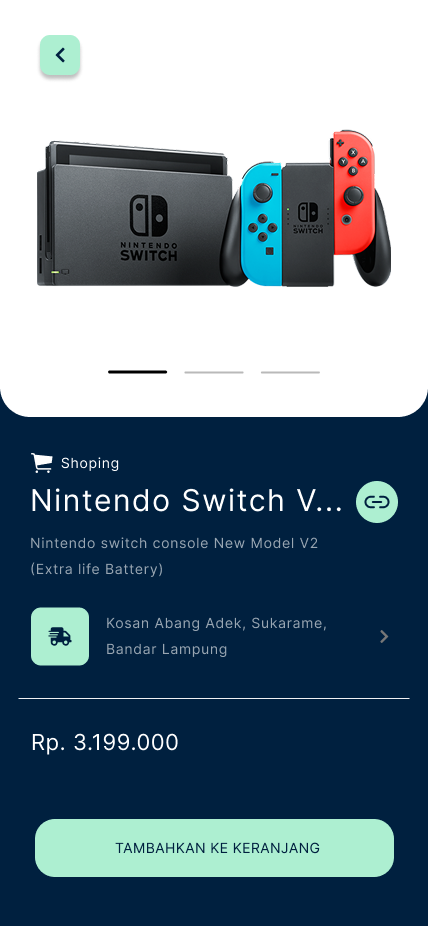 NINTENDO
SWITCH
X
Y
A
B
NINTENDO
SWITCH
Shoping
Nintendo Switch V...
Nintendo switch console New Model V2
(Extra life Battery)
Kosan Abang Adek, Sukarame,
Bandar Lampung
Rp. 3.199.000
TAMBAHKAN KE KERANJANG